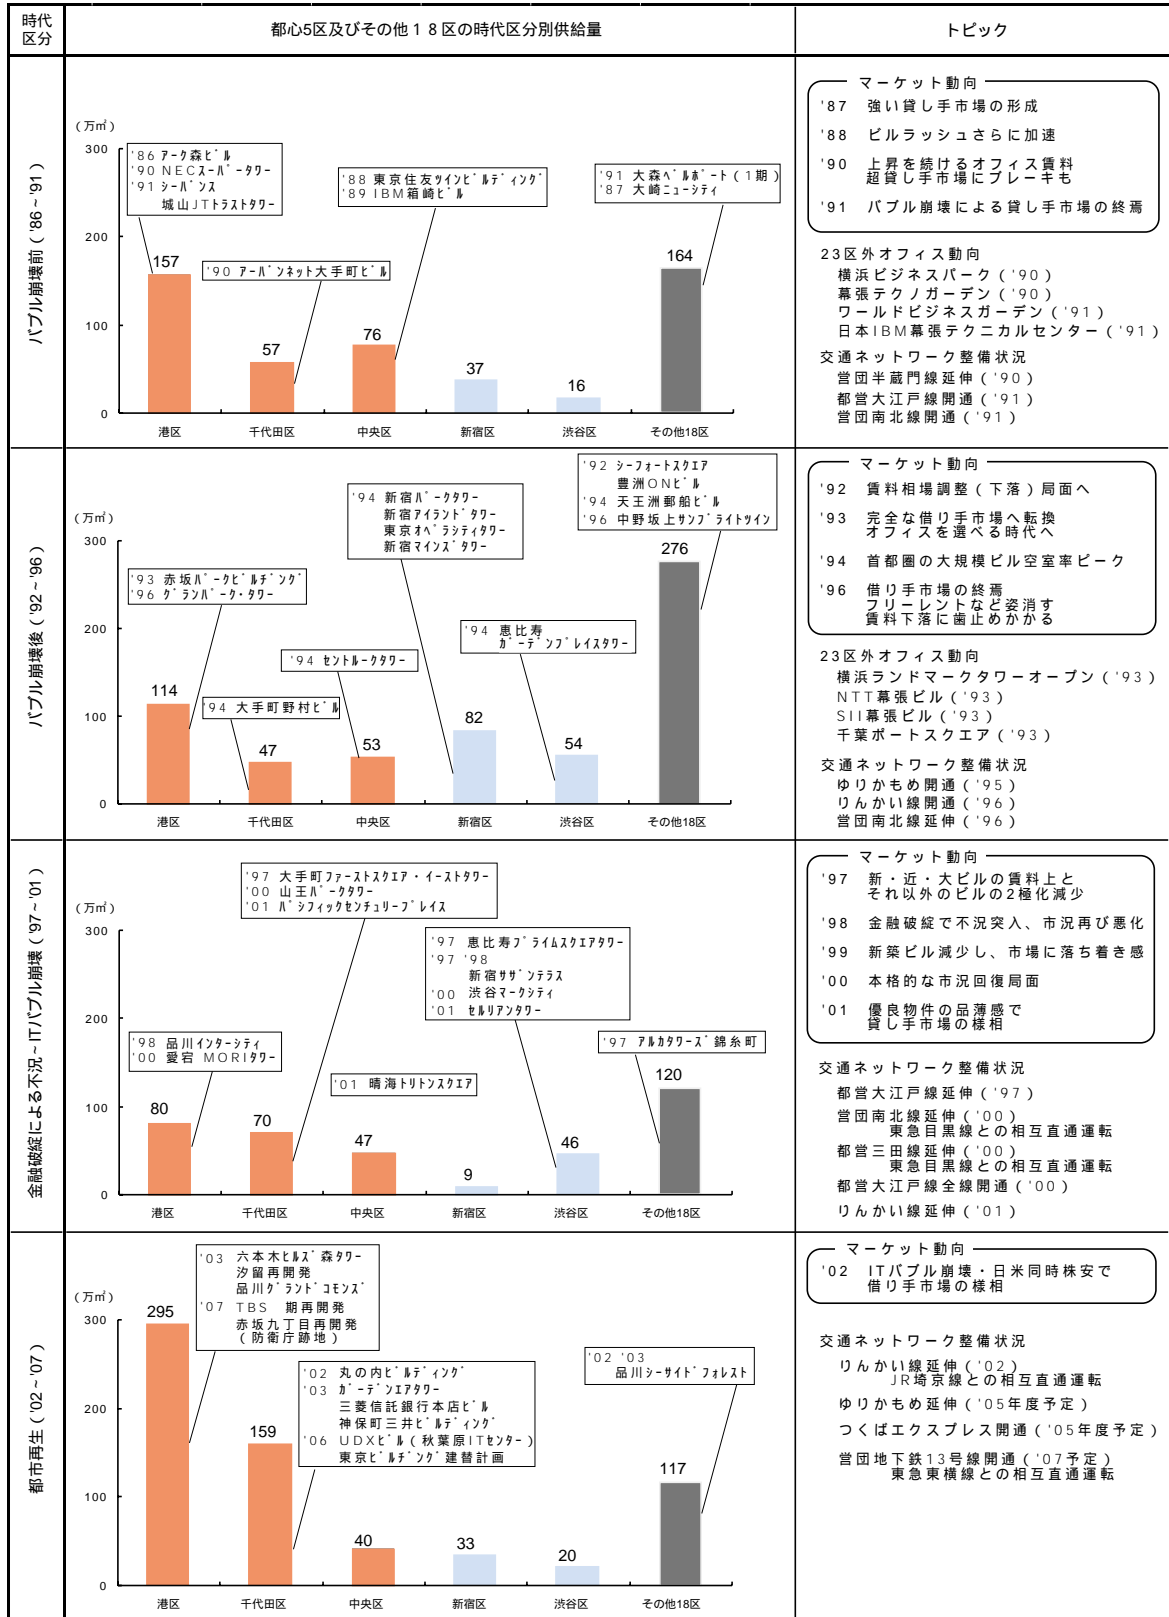 時代
区分
都心5区及びその他18区の時代区分別供給量
トピック
バブル崩壊前（'86～'91）
（万㎡）
300
200
100
0
'86 アーク森ビル
'90 NECスーパータワー
'91 シーバンス
城山JTトラストタワー
'90 アーバンネット大手町ビル
'88 東京住友ツインビルディング
'89 IBM箱崎ビル
'91 大森ベルポート（1期）
'87 大崎ニューシティ
157
57
76
37
16
164
港区
千代田区
中央区
新宿区
渋谷区
その他18区
マーケット動向
'87 強い貸し手市場の形成
'88 ビルラッシュさらに加速
'90 上昇を続けるオフィス賃料
超貸し手市場にブレーキも
'91 バブル崩壊による貸し手市場の終焉
23区外オフィス動向
横浜ビジネスパーク（'90）
幕張テクノガーデン（'90）
ワールドビジネスガーデン（'91）
日本IBM幕張テクニカルセンター（'91）
交通ネットワーク整備状況
営団半蔵門線延伸（'90）
都営大江戸線開通（'91）
営団南北線開通（'91）
バブル崩壊後（'92～'96）
（万㎡）
300
200
100
0
'93 赤坂パークビルヂング
'96 グランパーク・タワー
'94 大手町野村ビル
'94 セントルークタワー
'94 新宿パークタワー
新宿アイランドタワー
東京オペラシティタワー
新宿マインズタワー
'94 恵比寿
ガーデンプレイスタワー
'92 シーフォートスクエア
豊洲ONビル
'94 天王洲郵船ビル
'96 中野坂上サンブライトツイン
114
47
53
82
54
276
港区
千代田区
中央区
新宿区
渋谷区
その他18区
マーケット動向
'92 賃料相場調整（下落）局面へ
'93 完全な借り手市場へ転換
オフィスを選べる時代へ
'94 首都圏の大規模ビル空室率ピーク
'96 借り手市場の終焉
フリーレントなど姿消す
賃料下落に歯止めかかる
23区外オフィス動向
横浜ランドマークタワーオープン（'93）
NTT幕張ビル（'93）
SII幕張ビル（'93）
千葉ポートスクエア（'93）
交通ネットワーク整備状況
ゆりかもめ開通（'95）
りんかい線開通（'96）
営団南北線延伸（'96）
金融破綻による不況～ITバブル崩壊（'97～'01）
（万㎡）
300
200
100
0
'98 品川インターシティ
'00 愛宕 MORIタワー
'97 大手町ファーストスクエア・イーストタワー
'00 山王パークタワー
'01 パシフィックセンチュリープレイス
'01 晴海トリトンスクエア
'97 恵比寿プライムスクエアタワー
'97 '98
新宿サザンテラス
'00 渋谷マークシティ
'01 セルリアンタワー
'97 アルカタワーズ錦糸町
80
70
47
9
46
120
港区
千代田区
中央区
新宿区
渋谷区
その他18区
マーケット動向
'97 新・近・大ビルの賃料上と
それ以外のビルの2極化減少
'98 金融破綻で不況突入、市況再び悪化
'99 新築ビル減少し、市場に落ち着き感
'00 本格的な市況回復局面
'01 優良物件の品薄感で
貸し手市場の様相
交通ネットワーク整備状況
都営大江戸線延伸（'97）
営団南北線延伸（'00）
東急目黒線との相互直通運転
都営三田線延伸（'00）
東急目黒線との相互直通運転
都営大江戸線全線開通（'00）
りんかい線延伸（'01）
都市再生（'02～'07）
（万㎡）
300
200
100
0
'03 六本木ヒルズ森タワー
汐留再開発
品川グランドコモンズ
'07 TBS 期再開発
赤坂九丁目再開発
（防衛庁跡地）
'02 丸の内ビルディング
'03 ガーデンエアタワー
三菱信託銀行本店ビル
神保町三井ビルディング
'06 UDXビル（秋葉原ITセンター）
東京ビルヂング建替計画
'02 '03
品川シーサイドフォレスト
295
159
40
33
20
117
港区
千代田区
中央区
新宿区
渋谷区
その他18区
マーケット動向
'02 ITバブル崩壊・日米同時株安で
借り手市場の様相
交通ネットワーク整備状況
りんかい線延伸（'02）
JR埼京線との相互直通運転
ゆりかもめ延伸（'05年度予定）
つくばエクスプレス開通（'05年度予定）
営団地下鉄13号線開通（'07予定）
東急東横線との相互直通運転